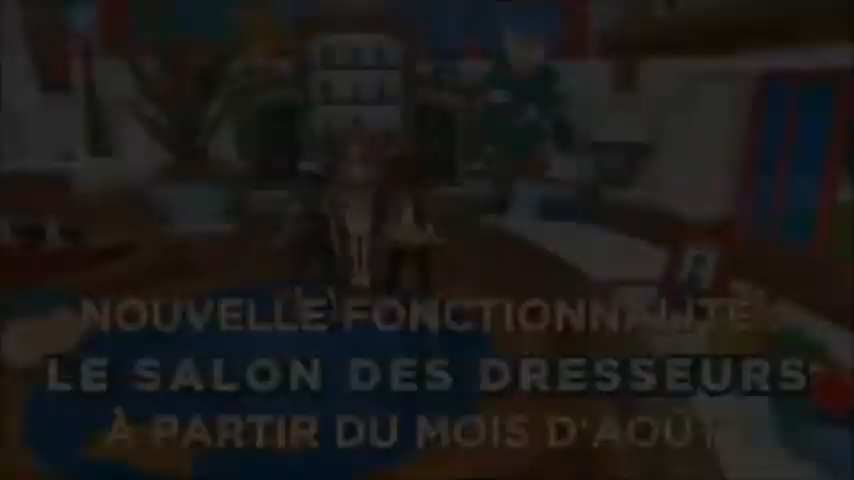 NOUVELLE FONCTIONNALITÉ
LE SALON DES DRESSEURS
À PARTIR DU MOIS D'AOÛT